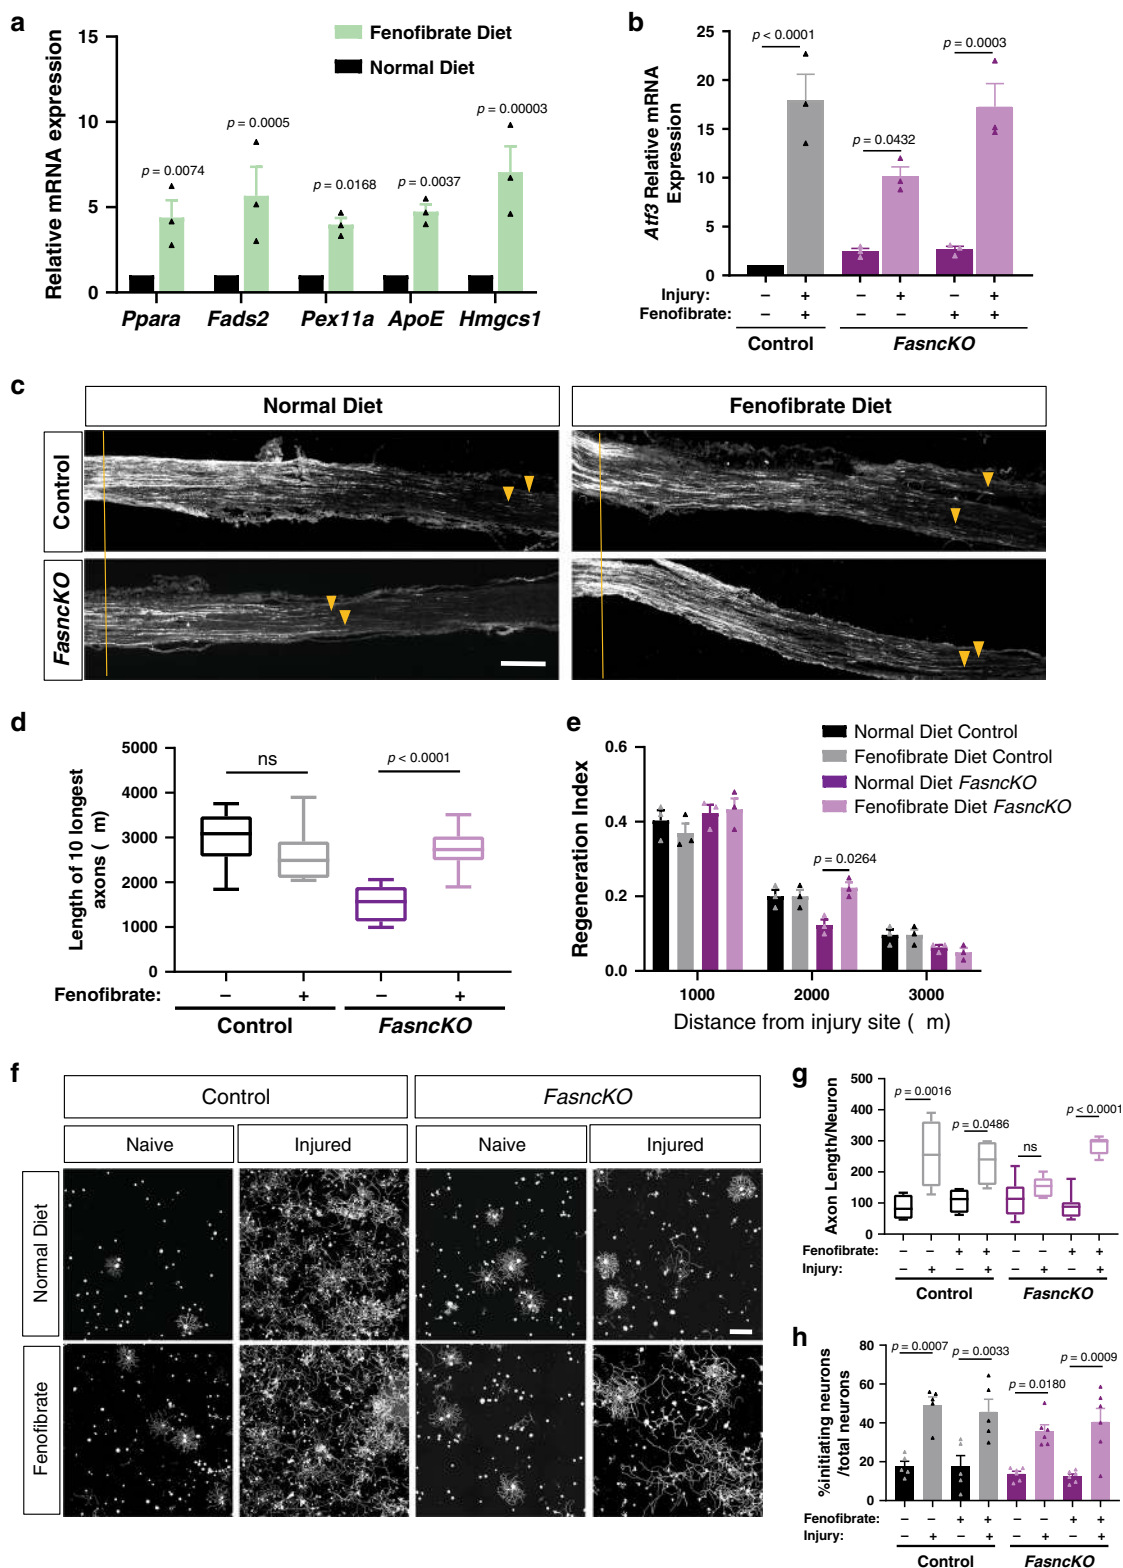 a
15
10
5
0
Relative mRNA expression
Fenofibrate Diet
Normal Diet
p = 0.0074
p = 0.0005
p = 0.0168
p = 0.0037
p = 0.00003
Ppara Fads2 Pex11a ApoE Hmgcs1
b
25
20
15
10
5
0
Atf3 Relative mRNA
Expression
p < 0.0001
p = 0.0432
p = 0.0003
Injury: – + – + – +
Fenofibrate: – + – – + +
Control FasncKO
c
Normal Diet Fenofibrate Diet
Control
FasncKO
d
5000
4000
3000
2000
1000
0
Length of 10 longest
axons ( m)
ns
p < 0.0001
Fenofibrate: – + – +
Control FasncKO
e
Normal Diet Control
Fenofibrate Diet Control
Normal Diet FasncKO
Fenofibrate Diet FasncKO
0.6
0.4
0.2
0.0
Regeneration Index
p = 0.0264
1000 2000 3000
Distance from injury site ( m)
f
Control FasncKO
Naive Injured Naive Injured
Normal Diet
Fenofibrate
g
500
400
300
200
100
0
Axon Length/Neuron
p = 0.0016
p = 0.0486
ns
p < 0.0001
Fenofibrate: – – + + – – + +
Injury: – + – + – + – +
Control FasncKO
h
80
60
40
20
0
%initiating neurons
/total neurons
p = 0.0007
p = 0.0033
p = 0.0180
p = 0.0009
Fenofibrate: – – + + – – + +
Injury: – + – + – + – +
Control FasncKO